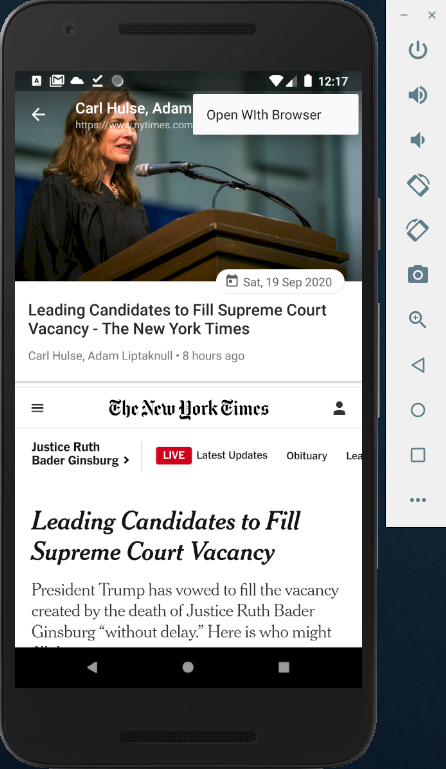 12:17
Carl Hulse, Adam
https://www.nytimes.com
Open WIth Browser
Sat, 19 Sep 2020
Leading Candidates to Fill Supreme Court
Vacancy - The New York Times
Carl Hulse, Adam Liptaknull • 8 hours ago
The New York Times
Justice Ruth
Bader Ginsburg >
LIVE Latest Updates Obituary Lea
Leading Candidates to Fill
Supreme Court Vacancy
President Trump has vowed to fill the vacancy
created by the death of Justice Ruth Bader
Ginsburg “without delay.” Here is who might